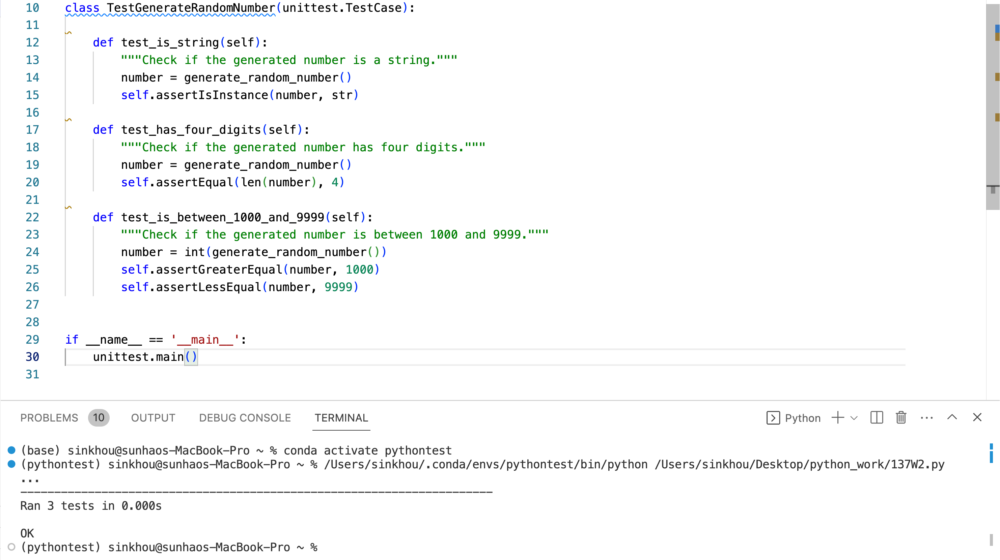 10 class TestGenerateRandomNumber(unittest.TestCase):
11
12     def test_is_string(self):
13         """Check if the generated number is a string."""
14         number = generate_random_number()
15         self.assertIsInstance(number, str)
16
17     def test_has_four_digits(self):
18         """Check if the generated number has four digits."""
19         number = generate_random_number()
20         self.assertEqual(len(number), 4)
21
22     def test_is_between_1000_and_9999(self):
23         """Check if the generated number is between 1000 and 9999."""
24         number = int(generate_random_number())
25         self.assertGreaterEqual(number, 1000)
26         self.assertLessEqual(number, 9999)
27
28
29 if __name__ == '__main__':
30     unittest.main()
31
PROBLEMS 10 OUTPUT DEBUG CONSOLE TERMINAL Python
(base) sinkhou@sunhaos-MacBook-Pro ~ % conda activate pythontest
(pythontest) sinkhou@sunhaos-MacBook-Pro ~ % /Users/sinkhou/.conda/envs/pythontest/bin/python /Users/sinkhou/Desktop/python_work/137W2.py
...
----------------------------------------------------------------------
Ran 3 tests in 0.000s

OK
(pythontest) sinkhou@sunhaos-MacBook-Pro ~ %